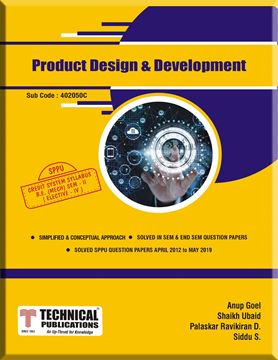 Product Design & Development
Sub Code : 402050C
SPPU
CREDIT SYSTEM SYLLABUS
B.E. (MECH) SEM - II
( ELECTIVE - IV )
• SIMPLIFIED & CONCEPTUAL APPROACH • SOLVED IN SEM & END SEM QUESTION PAPERS
• SOLVED SPPU QUESTION PAPERS APRIL 2012 to MAY 2019
Anup Goel
Shaikh Ubaid
Palaskar Ravikiran D.
Siddu S.
TECHNICAL
PUBLICATIONS
SINCE 1993 An Up-Thrust for Knowledge